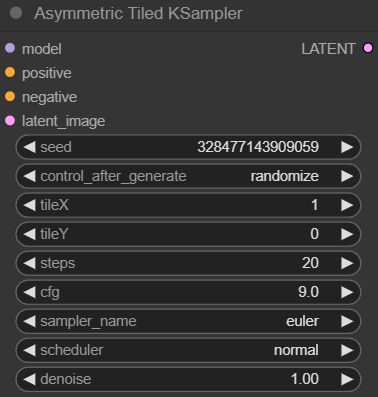 Asymmetric Tiled KSampler
model LATENT
positive
negative
latent_image
seed 328477143909059
control_after_generate randomize
tileX 1
tileY 0
steps 20
cfg 9.0
sampler_name euler
scheduler normal
denoise 1.00